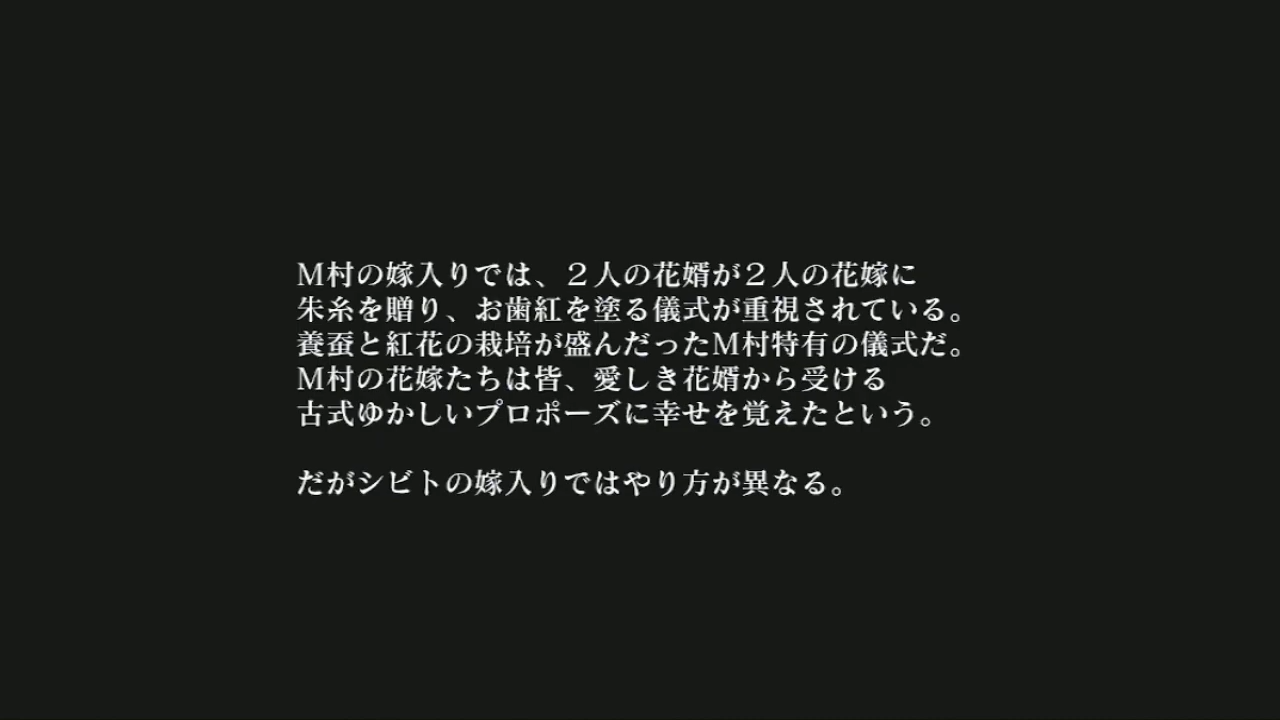 Ｍ村の嫁入りでは、２人の花婿が２人の花嫁に
朱糸を贈り、お歯紅を塗る儀式が重視されている。
養蚕と紅花の栽培が盛んだったＭ村特有の儀式だ。
Ｍ村の花嫁たちは皆、愛しき花婿から受ける
古式ゆかしいプロポーズに幸せを覚えたという。
だがシビトの嫁入りではやり方が異なる。